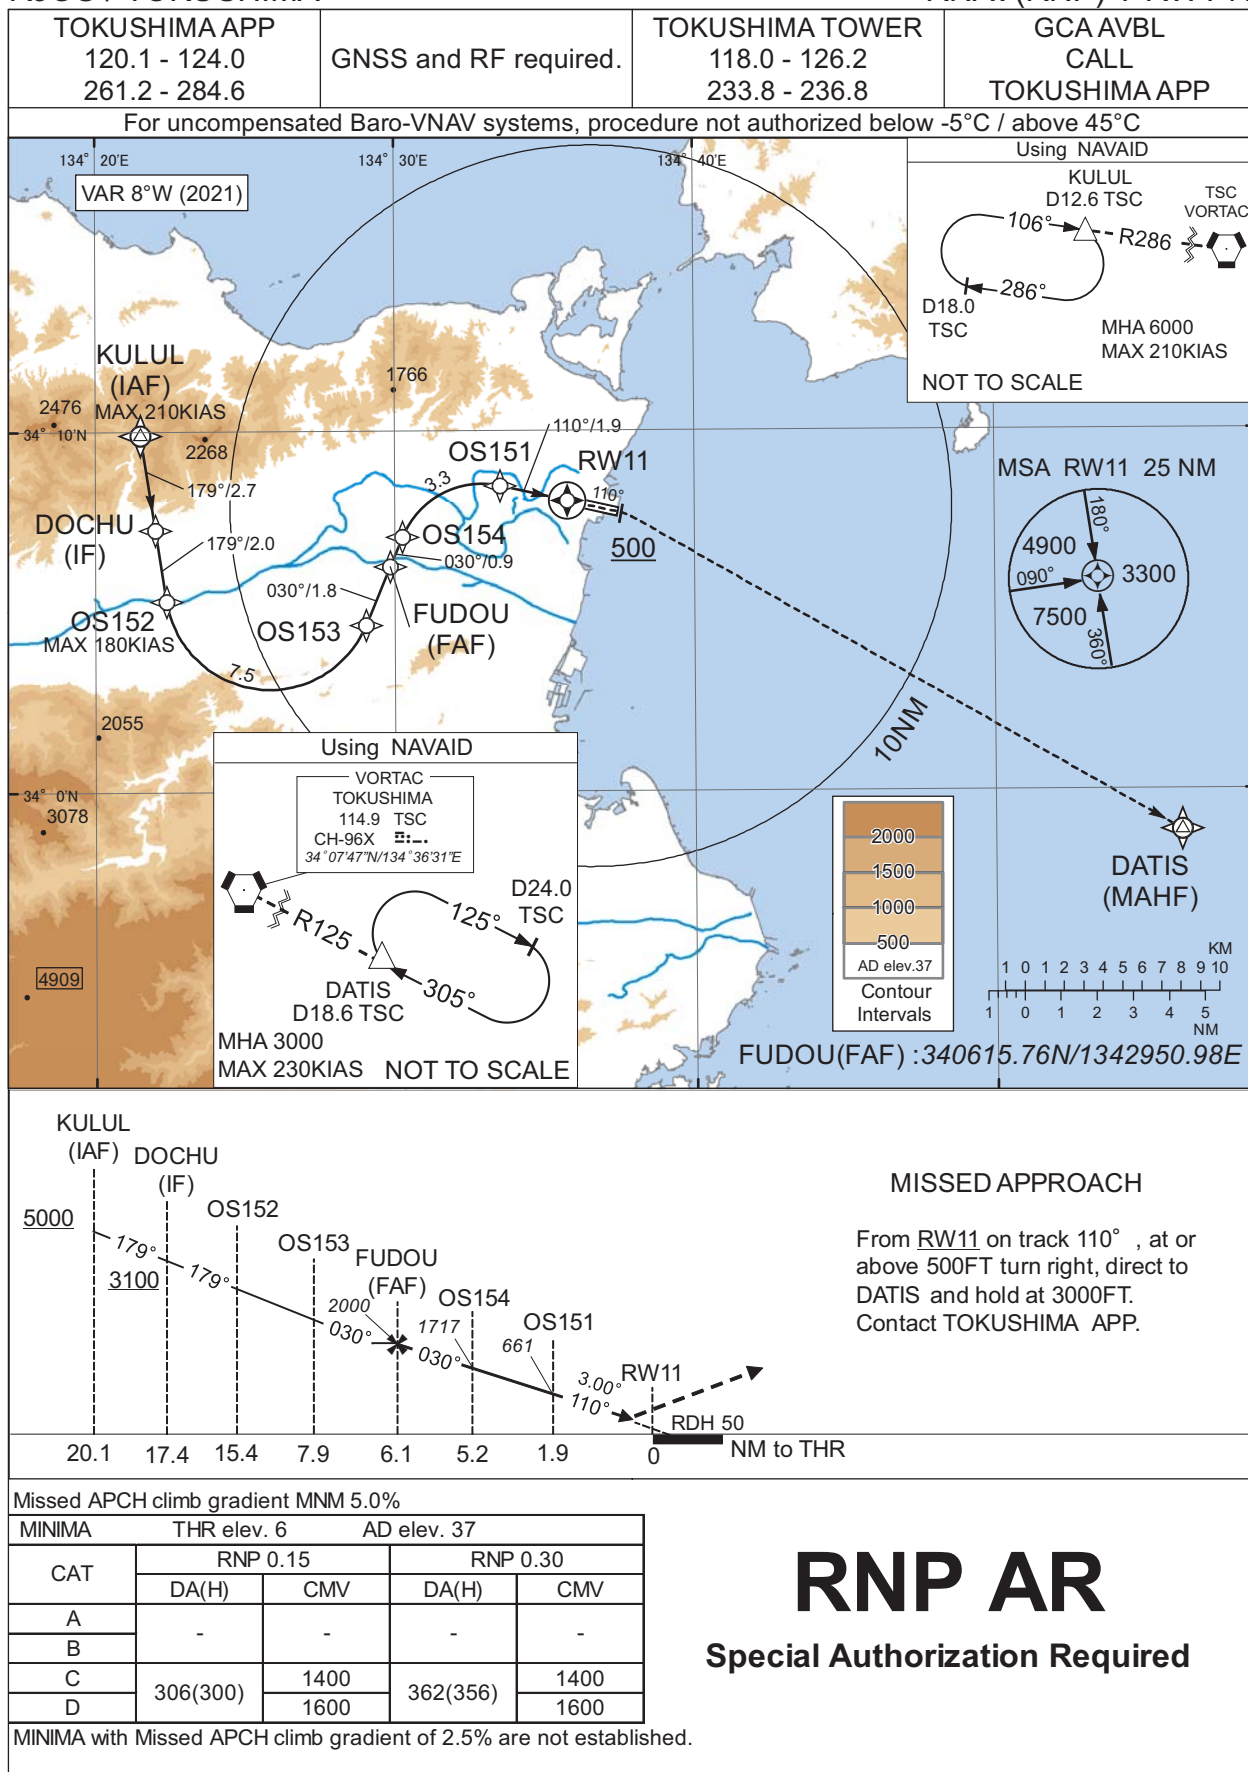 TOKUSHIMA APP
120.1 - 124.0
261.2 - 284.6
GNSS and RF required.
TOKUSHIMA TOWER
118.0 - 126.2
233.8 - 236.8
GCA AVBL
CALL
TOKUSHIMA APP
For uncompensated Baro-VNAV systems, procedure not authorized below -5°C / above 45°C
134° 20'E
134° 30'E
134° 40'E
VAR 8°W (2021)
Using NAVAID
KULUL
D12.6 TSC
TSC
VORTAC
106°
R286
286°
D18.0
TSC
MHA 6000
MAX 210KIAS
NOT TO SCALE
KULUL
(IAF)
MAX 210KIAS
1766
2476
34° 10'N
2268
110°/1.9
OS151
RW11
MSA RW11 25 NM
179°/2.7
3.3
110°
180°
DOCHU
(IF)
179°/2.0
OS154
500
4900
030°/0.9
090°
3300
030°/1.8
OS152
MAX 180KIAS
OS153
FUDOU
(FAF)
7500
360°
7.5
2055
10NM
Using NAVAID
VORTAC
TOKUSHIMA
114.9 TSC
CH-96X
34°07'47"N/134°36'31"E
34° 0'N
3078
2000
1500
1000
500
AD elev.37
Contour
Intervals
DATIS
(MAHF)
D24.0
TSC
125°
R125
305°
DATIS
D18.6 TSC
MHA 3000
MAX 230KIAS NOT TO SCALE
4909
KM
1 0 1 2 3 4 5 6 7 8 9 10
1 0 1 2 3 4 5
NM
FUDOU(FAF) :340615.76N/1342950.98E
KULUL
(IAF)
DOCHU
(IF)
OS152
5000
179°
OS153
FUDOU
(FAF)
3100
179°
2000
OS154
030°
1717
OS151
030°
661
3.00°
RW11
110°
RDH 50
20.1 17.4 15.4 7.9 6.1 5.2 1.9 0 NM to THR
MISSED APPROACH
From RW11 on track 110° , at or
above 500FT turn right, direct to
DATIS and hold at 3000FT.
Contact TOKUSHIMA APP.
Missed APCH climb gradient MNM 5.0%
MINIMA THR elev. 6 AD elev. 37
CAT RNP 0.15 RNP 0.30
DA(H) CMV DA(H) CMV
A - - - -
B
C 306(300) 1400 362(356) 1400
D 1600 1600
MINIMA with Missed APCH climb gradient of 2.5% are not established.
RNP AR
Special Authorization Required